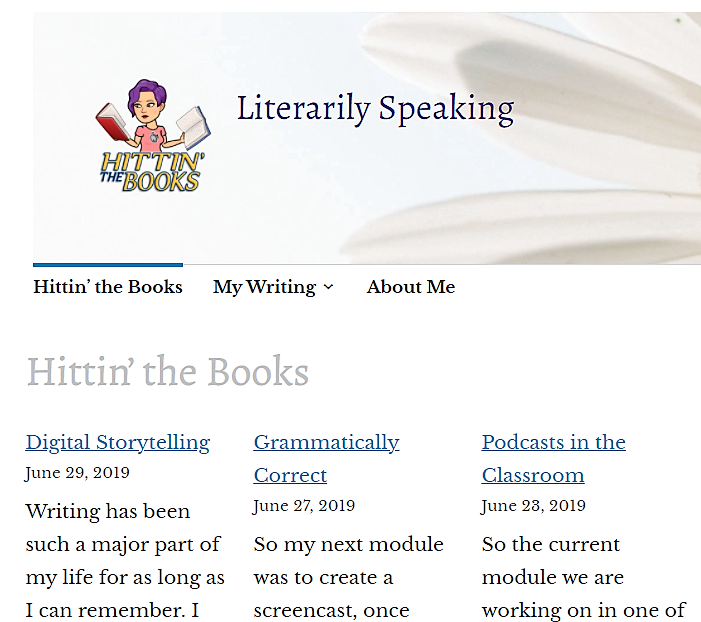 Literarily Speaking
HITTIN'
THE BOOKS
Hittin’ the Books
My Writing
About Me
Hittin’ the Books
Digital Storytelling
June 29, 2019
Writing has been
such a major part of
my life for as long as
I can remember. I
Grammatically
Correct
June 27, 2019
So my next module
was to create a
screencast, once
Podcasts in the
Classroom
June 23, 2019
So the current
module we are
working on in one of